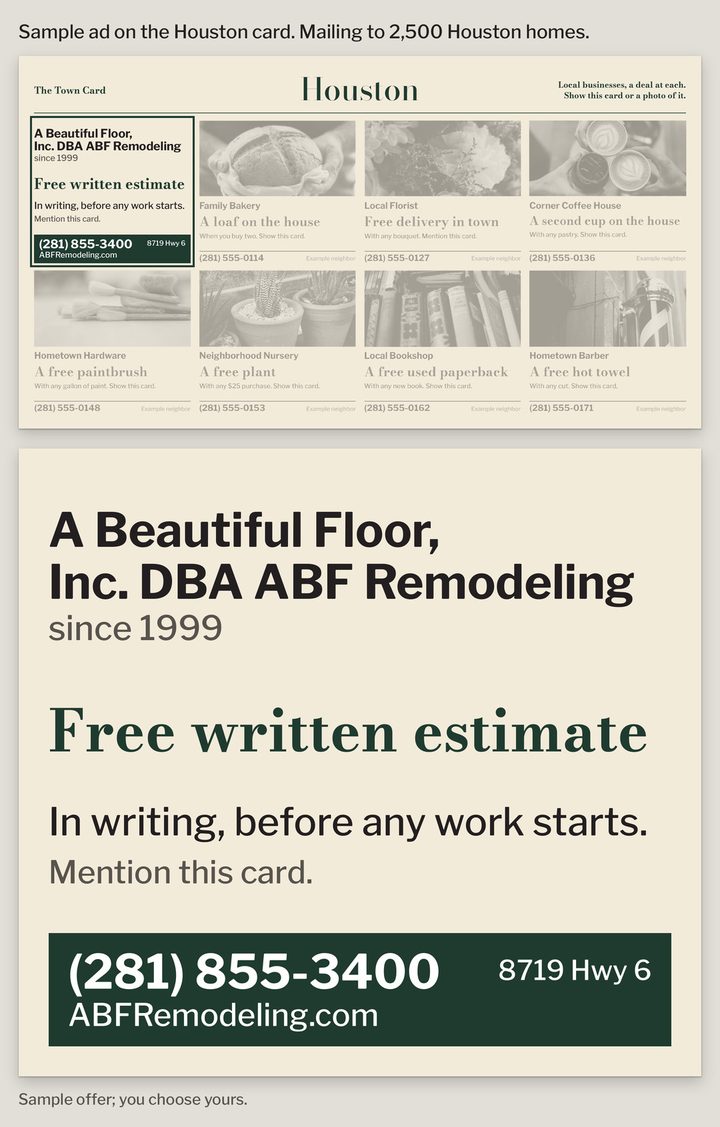 Sample ad on the Houston card. Mailing to 2,500 Houston homes.
The Town Card
Houston
Local businesses, a deal at each.
Show this card or a photo of it.
A Beautiful Floor,
Inc. DBA ABF Remodeling
since 1999
Free written estimate
In writing, before any work starts.
Mention this card.
(281) 855-3400
8719 Hwy 6
ABFRemodeling.com
Family Bakery
A loaf on the house
When you buy two. Show this card.
(281) 555-0114
Local Florist
Free delivery in town
With any bouquet. Mention this card.
(281) 555-0127
Corner Coffee House
A second cup on the house
With any pastry. Show this card.
(281) 555-0136
Example neighbor
Hometown Hardware
A free paintbrush
With any gallon of paint. Show this card.
(281) 555-0148
Example neighbor
Neighborhood Nursery
A free plant
With any $25 purchase. Show this card.
(281) 555-0153
Example neighbor
Local Bookshop
A free used paperback
With any new book. Show this card.
(281) 555-0162
Example neighbor
Hometown Barber
A free hot towel
With any cut. Show this card.
(281) 555-0171
Example neighbor
A Beautiful Floor,
Inc. DBA ABF Remodeling
since 1999
Free written estimate
In writing, before any work starts.
Mention this card.
(281) 855-3400
8719 Hwy 6
ABFRemodeling.com
Sample offer; you choose yours.